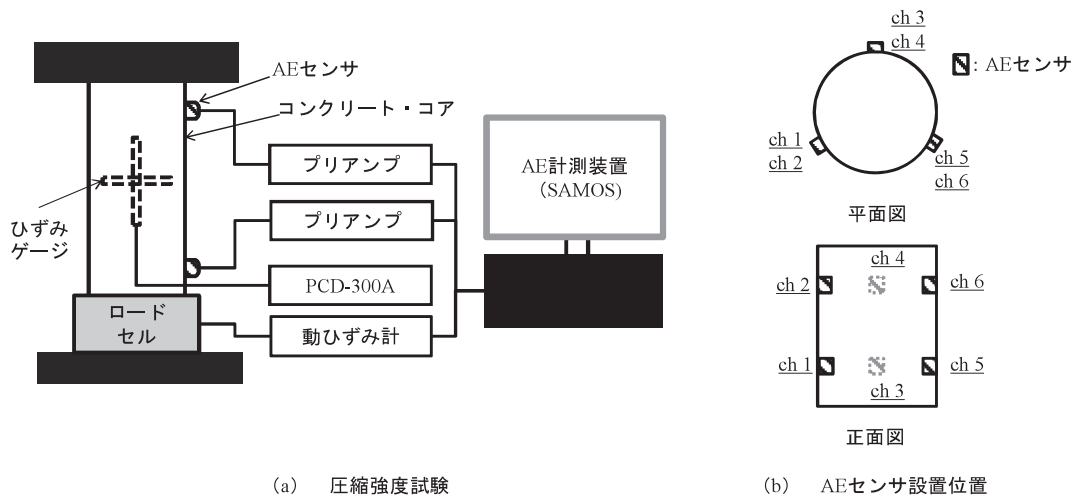 AEセンサ
コンクリート・コア
プリアンプ
プリアンプ
PCD-300A
動ひずみ計
ひずみ
ゲージ
ロード
セル
AE計測装置
(SAMOS)
(a) 圧縮強度試験
ch 3
ch 4
: AEセンサ
ch 1
ch 2
ch 5
ch 6
平面図
ch 4
ch 2
ch 6
ch 1
ch 5
ch 3
正面図
(b) AEセンサ設置位置